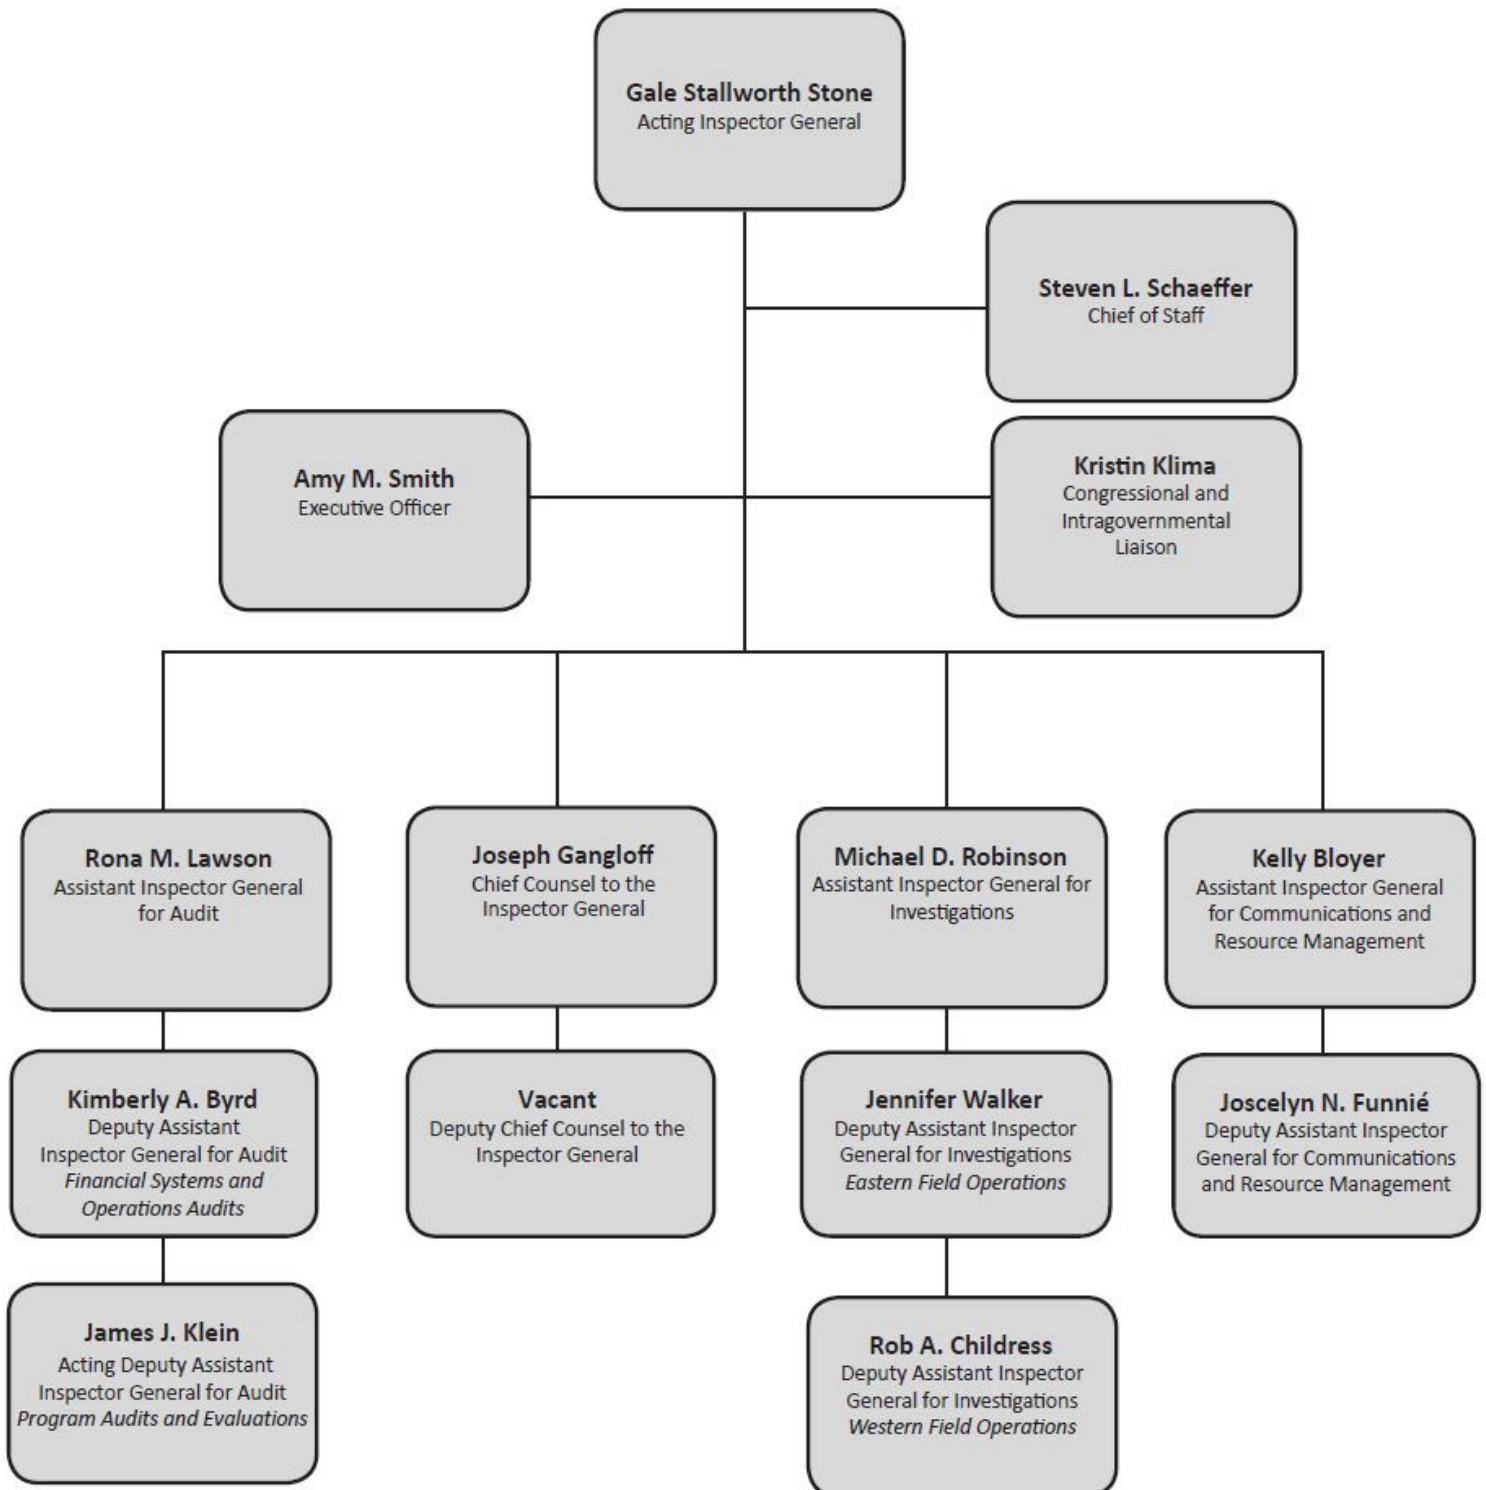 Gale Stallworth Stone
Acting Inspector General
Steven L. Schaeffer
Chief of Staff
Amy M. Smith
Executive Officer
Kristin Klima
Congressional and
Intragovernmental
Liaison
Rona M. Lawson
Assistant Inspector General
for Audit
Joseph Gangloff
Chief Counsel to the
Inspector General
Michael D. Robinson
Assistant Inspector General for
Investigations
Kelly Bloyer
Assistant Inspector General
for Communications and
Resource Management
Kimberly A. Byrd
Deputy Assistant
Inspector General for Audit
Financial Systems and
Operations Audits
Vacant
Deputy Chief Counsel to the
Inspector General
Jennifer Walker
Deputy Assistant Inspector
General for Investigations
Eastern Field Operations
Joscelyn N. Funnié
Deputy Assistant Inspector
General for Communications
and Resource Management
James J. Klein
Acting Deputy Assistant
Inspector General for Audit
Program Audits and Evaluations
Rob A. Childress
Deputy Assistant Inspector
General for Investigations
Western Field Operations